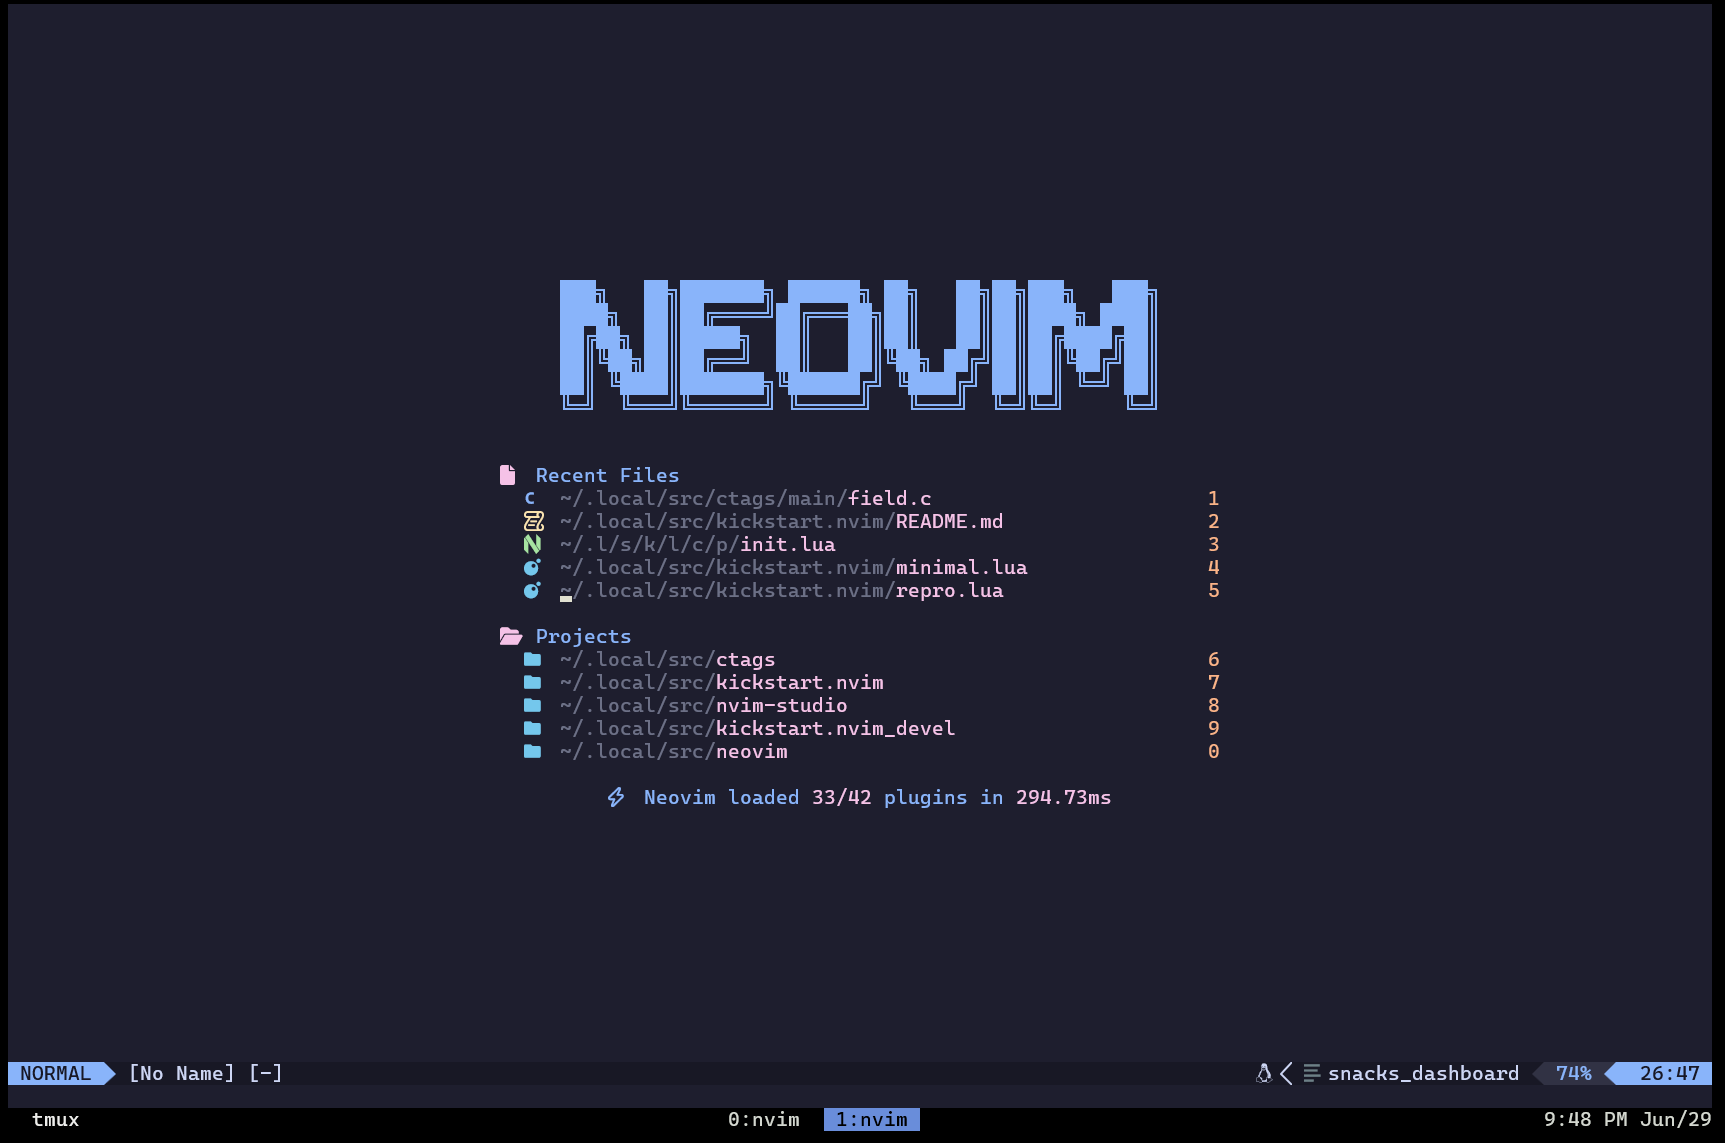 NEOVIM
Recent Files
~/.local/src/ctags/main/field.c 1
~/.local/src/kickstart.nvim/README.md 2
~/.l/s/k/l/c/p/init.lua 3
~/.local/src/kickstart.nvim/minimal.lua 4
~/.local/src/kickstart.nvim/repro.lua 5
Projects
~/.local/src/ctags 6
~/.local/src/kickstart.nvim 7
~/.local/src/nvim-studio 8
~/.local/src/kickstart.nvim_devel 9
~/.local/src/neovim 0
Neovim loaded 33/42 plugins in 294.73ms
NORMAL [No Name] [-] snacks_dashboard 74% 26:47
tmux 0:nvim 1:nvim 9:48 PM Jun/29